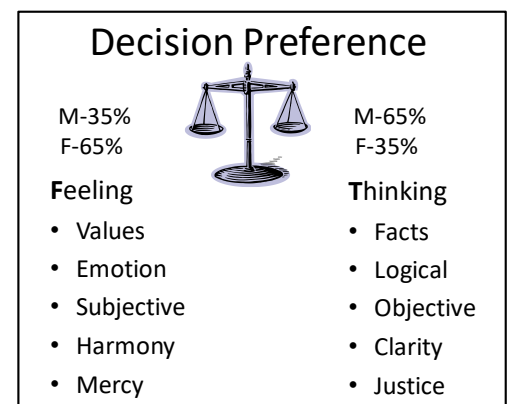 Decision Preference
M-35%
F-65%
Feeling
• Values
• Emotion
• Subjective
• Harmony
• Mercy
M-65%
F-35%
Thinking
• Facts
• Logical
• Objective
• Clarity
• Justice